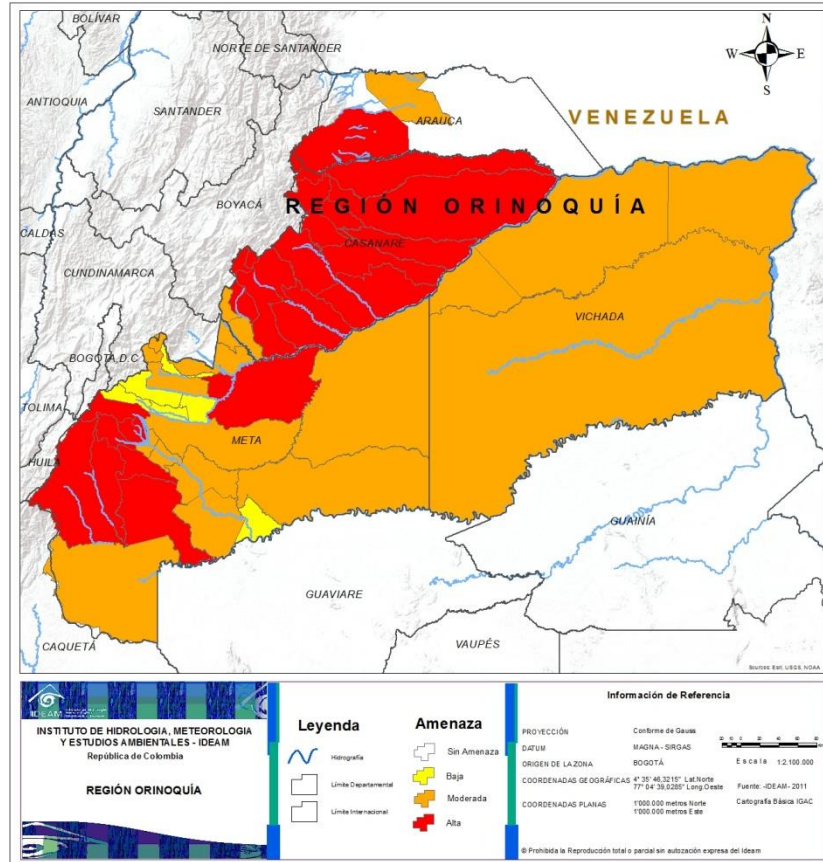 BOLÍVAR
NORTE DE SANTANDER
N
W E
S
ANTIOQUIA
SANTANDER
ARAUCA
VENEZUELA
BOYACÁ
REGIÓN ORINOQUÍA
CALDAS
CASANARE
CUNDINAMARCA
VICHADA
BOGOTÁ, D.C
TOLIMA
META
HUILA
GUAINÍA
GUAVIARE
CAQUETÁ
VAUPÉS
Sources: Esri, USGS, NOAA
IDEAM
INSTITUTO DE HIDROLOGIA, METEOROLOGIA
Y ESTUDIOS AMBIENTALES - IDEAM
República de Colombia
REGIÓN ORINOQUÍA
Leyenda
Hidrografía
Límite Departamental
Límite Internacional
Amenaza
Sin Amenaza
Baja
Moderada
Alta
Información de Referencia
PROYECCIÓN Conforme de Gauss
DATUM MAGNA - SIRGAS
ORIGEN DE LA ZONA BOGOTÁ
Escala 1:2.100.000
COORDENADAS GEOGRÁFICAS 4° 35' 46,3215" Lat.Norte
77° 04' 39,0285" Long.Oeste
Fuente: -IDEAM- 2011
COORDENADAS PLANAS 1'000.000 metros Norte
1'000.000 metros Este
Cartografía Básica IGAC
© Prohibida la Reproducción total o parcial sin autozación expresa del Ideam